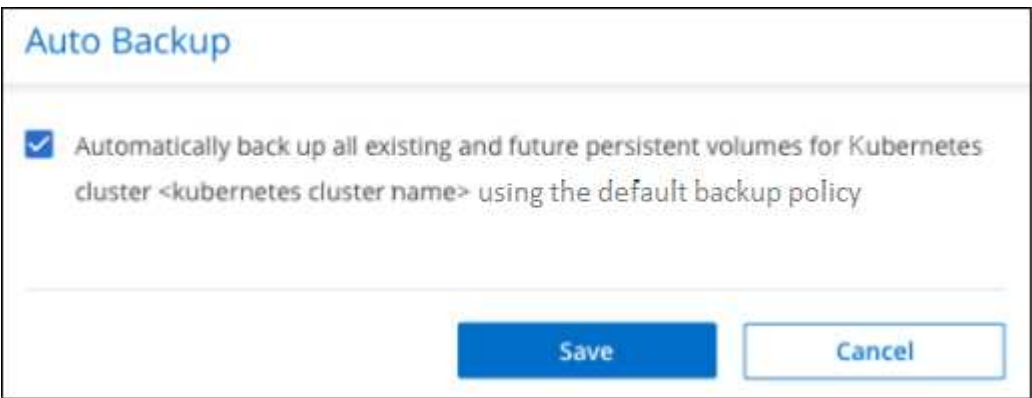 Auto Backup
Automatically back up all existing and future persistent volumes for Kubernetes
cluster <kubernetes cluster name> using the default backup policy
Save
Cancel